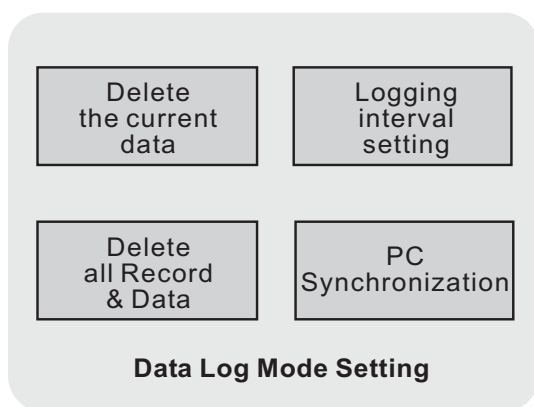 Delete
the current
data
Logging
interval
setting
Delete
all Record
& Data
PC
Synchronization
Data Log Mode Setting